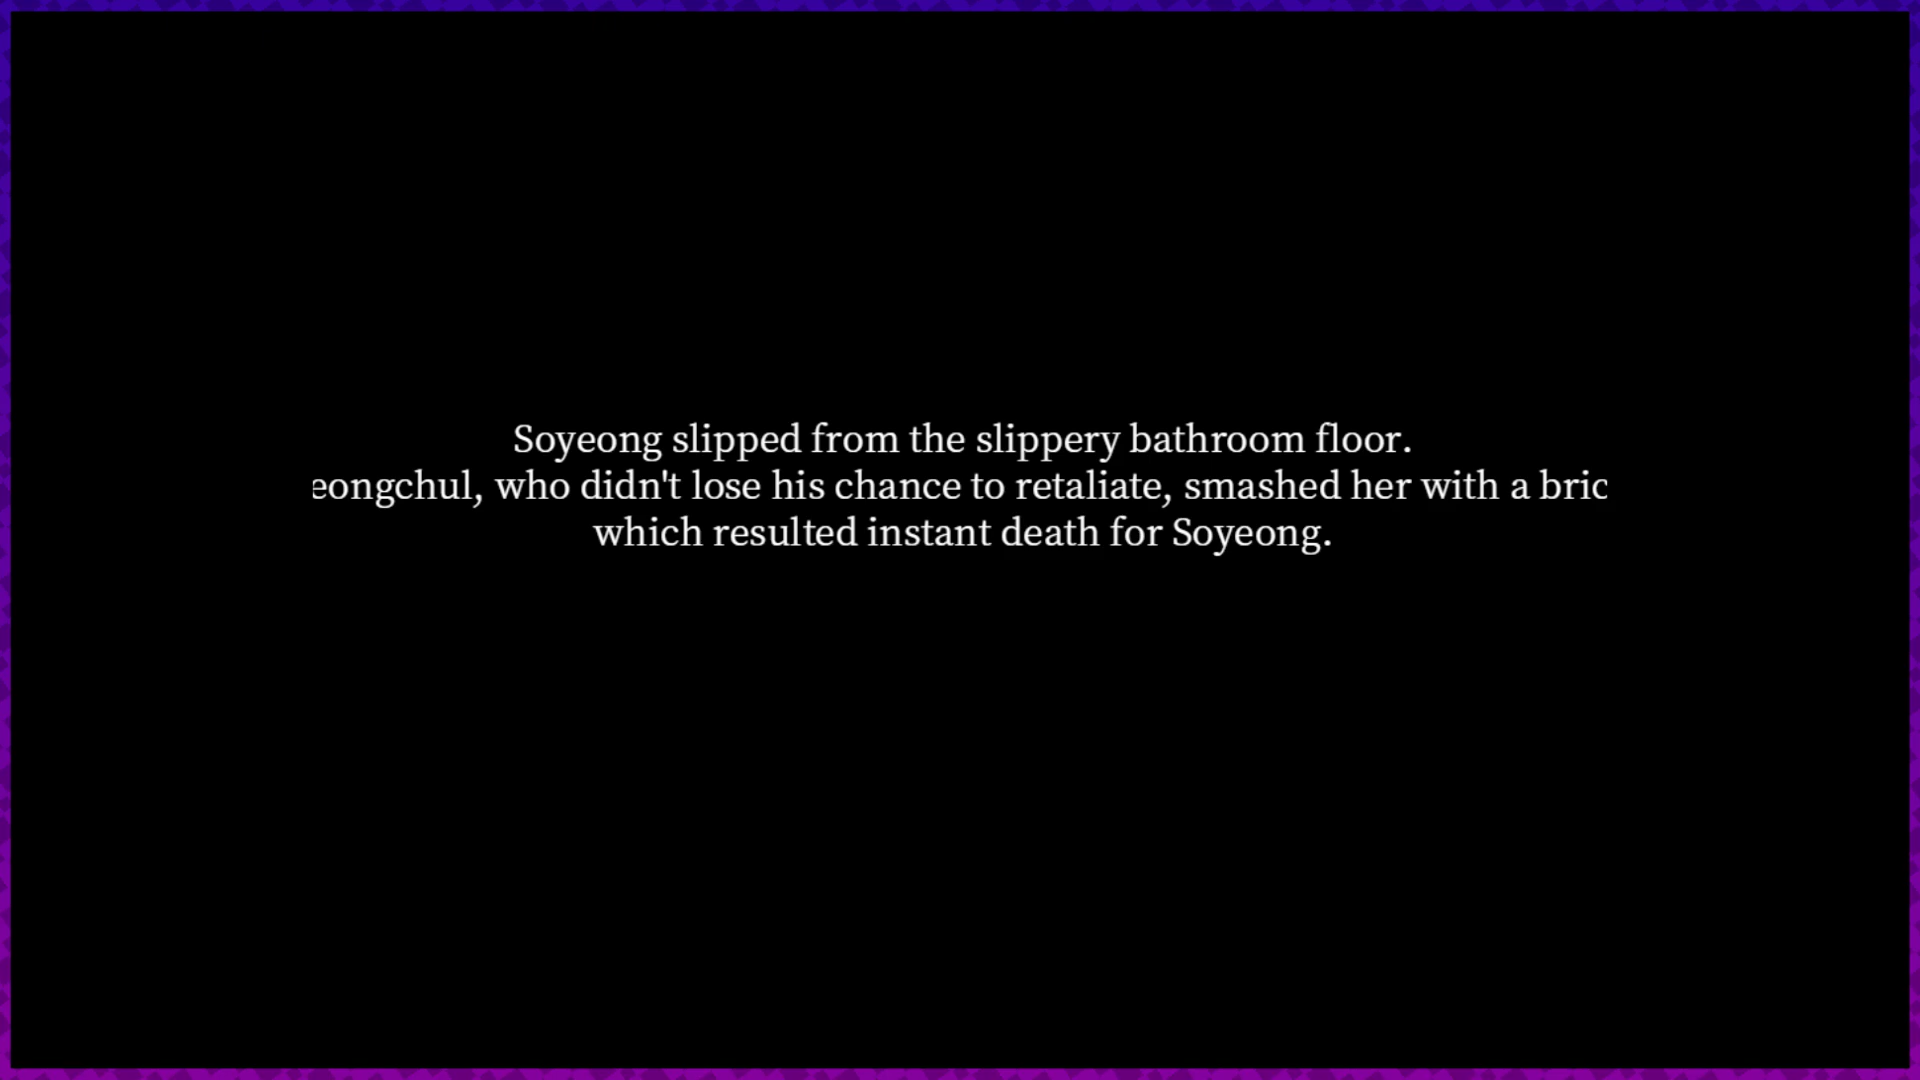 Soyeong slipped from the slippery bathroom floor.
eongchul, who didn't lose his chance to retaliate, smashed her with a bric
which resulted instant death for Soyeong.